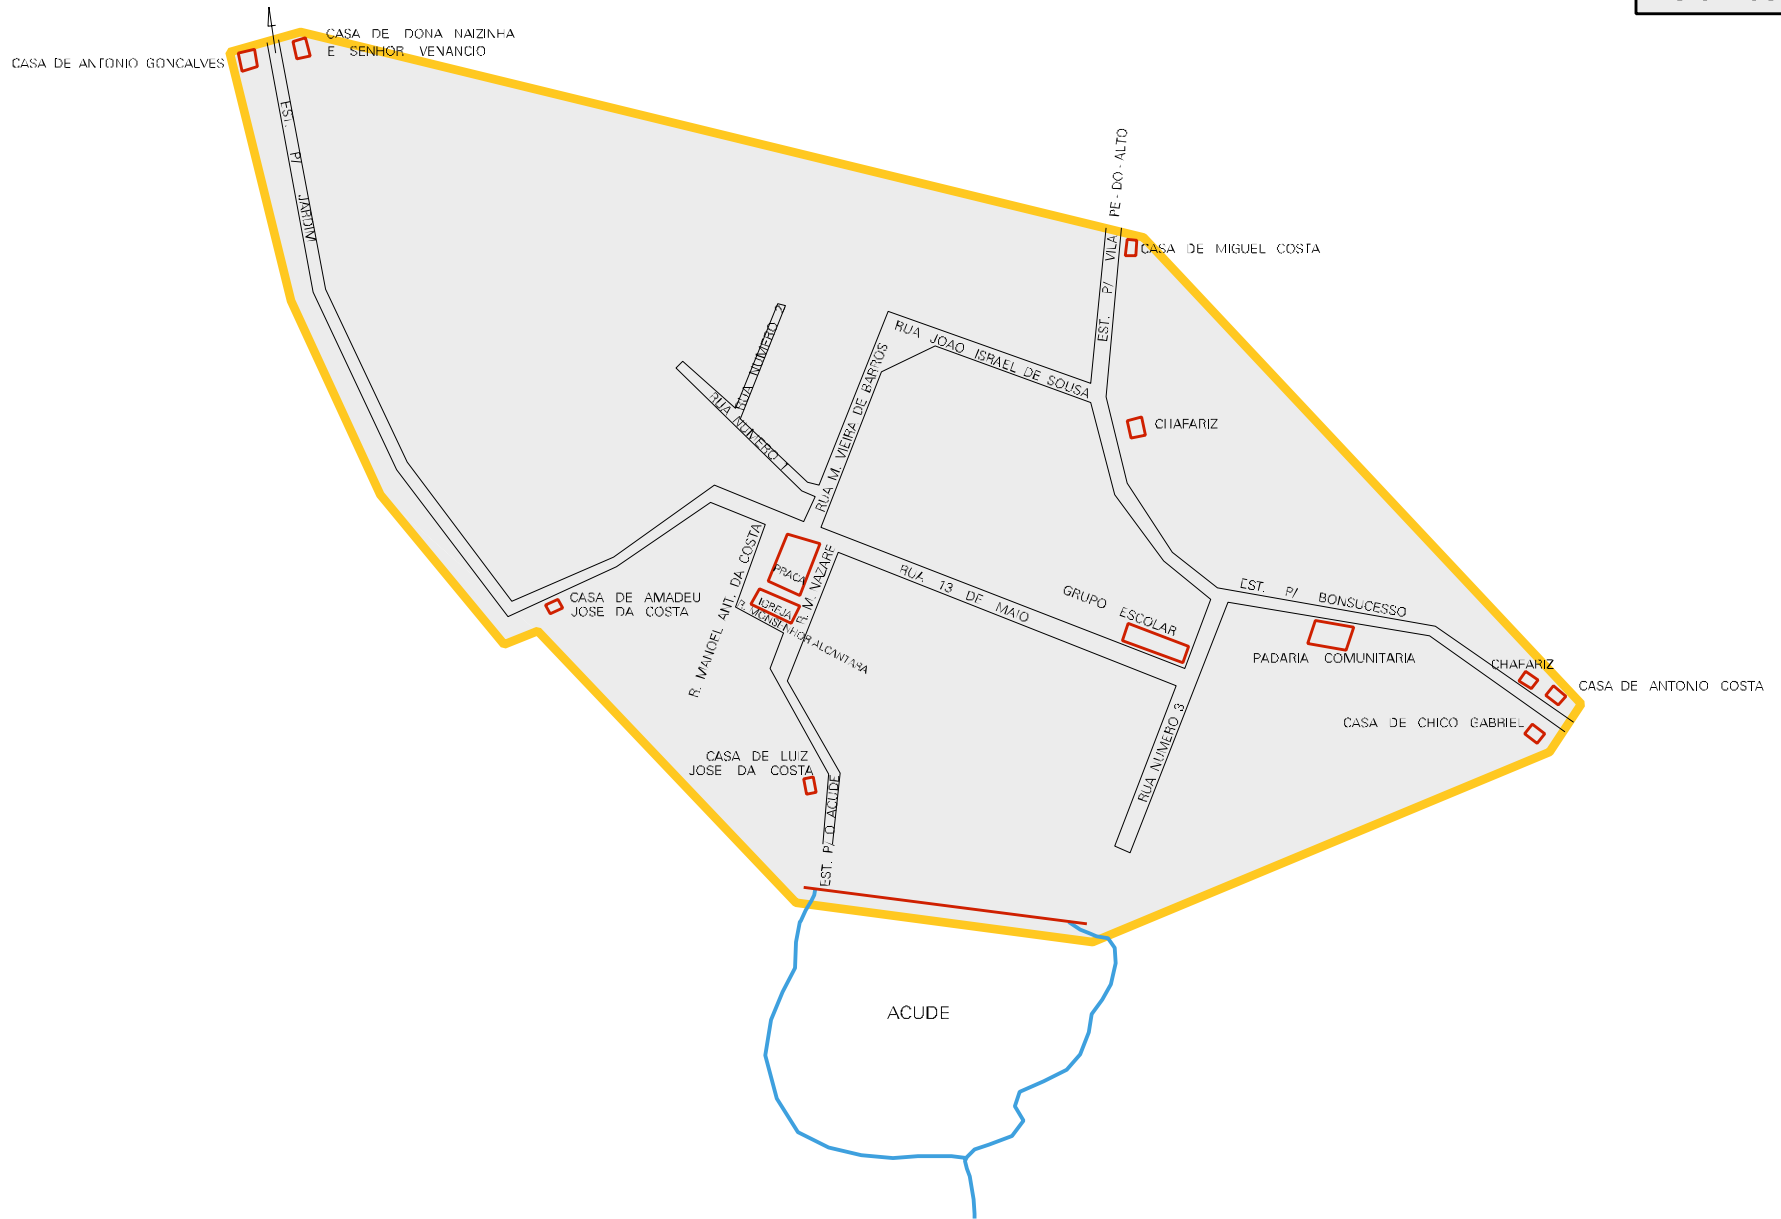 CASA DE DONA NAIZINHA
E SENHOR VENANCIO
CASA DE ANTONIO GONCALVES
EST. P/ JARDIM
EST. P/ VILA PE - DO - ALTO
CASA DE MIGUEL COSTA
RUA NUMERO 2
RUA NUMERO 1
RUA M. VIEIRA DE BARROS
RUA JOAO ISRAEL DE SOUSA
CHAFARIZ
R. MANOEL ANT. DA COSTA
PRACA
IGREJA
R. M. NAZARE
R. MONSENHOR ALCANTARA
RUA 13 DE MAIO
GRUPO ESCOLAR
EST. P/ BONSUCESSO
PADARIA COMUNITARIA
CASA DE AMADEU
JOSE DA COSTA
CHAFARIZ
CASA DE ANTONIO COSTA
CASA DE CHICO GABRIEL
RUA NUMERO 3
CASA DE LUIZ
JOSE DA COSTA
EST. P/ O ACUDE
ACUDE